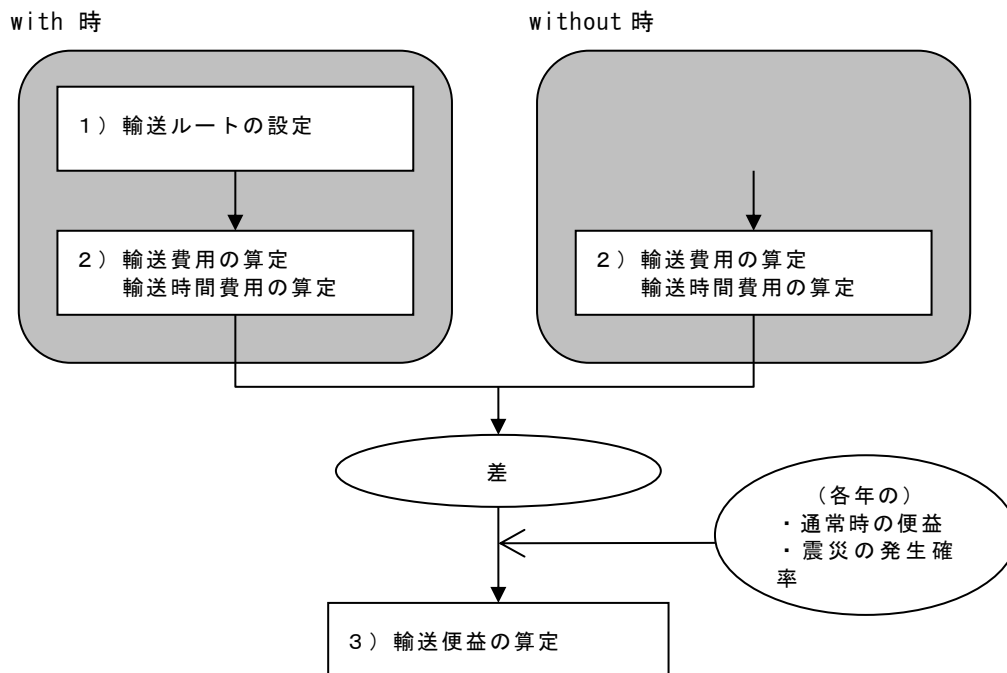 with 時
without 時
１）輸送ルートの設定
２）輸送費用の算定
輸送時間費用の算定
２）輸送費用の算定
輸送時間費用の算定
差
（各年の）
・通常時の便益
・震災の発生確
率
３）輸送便益の算定